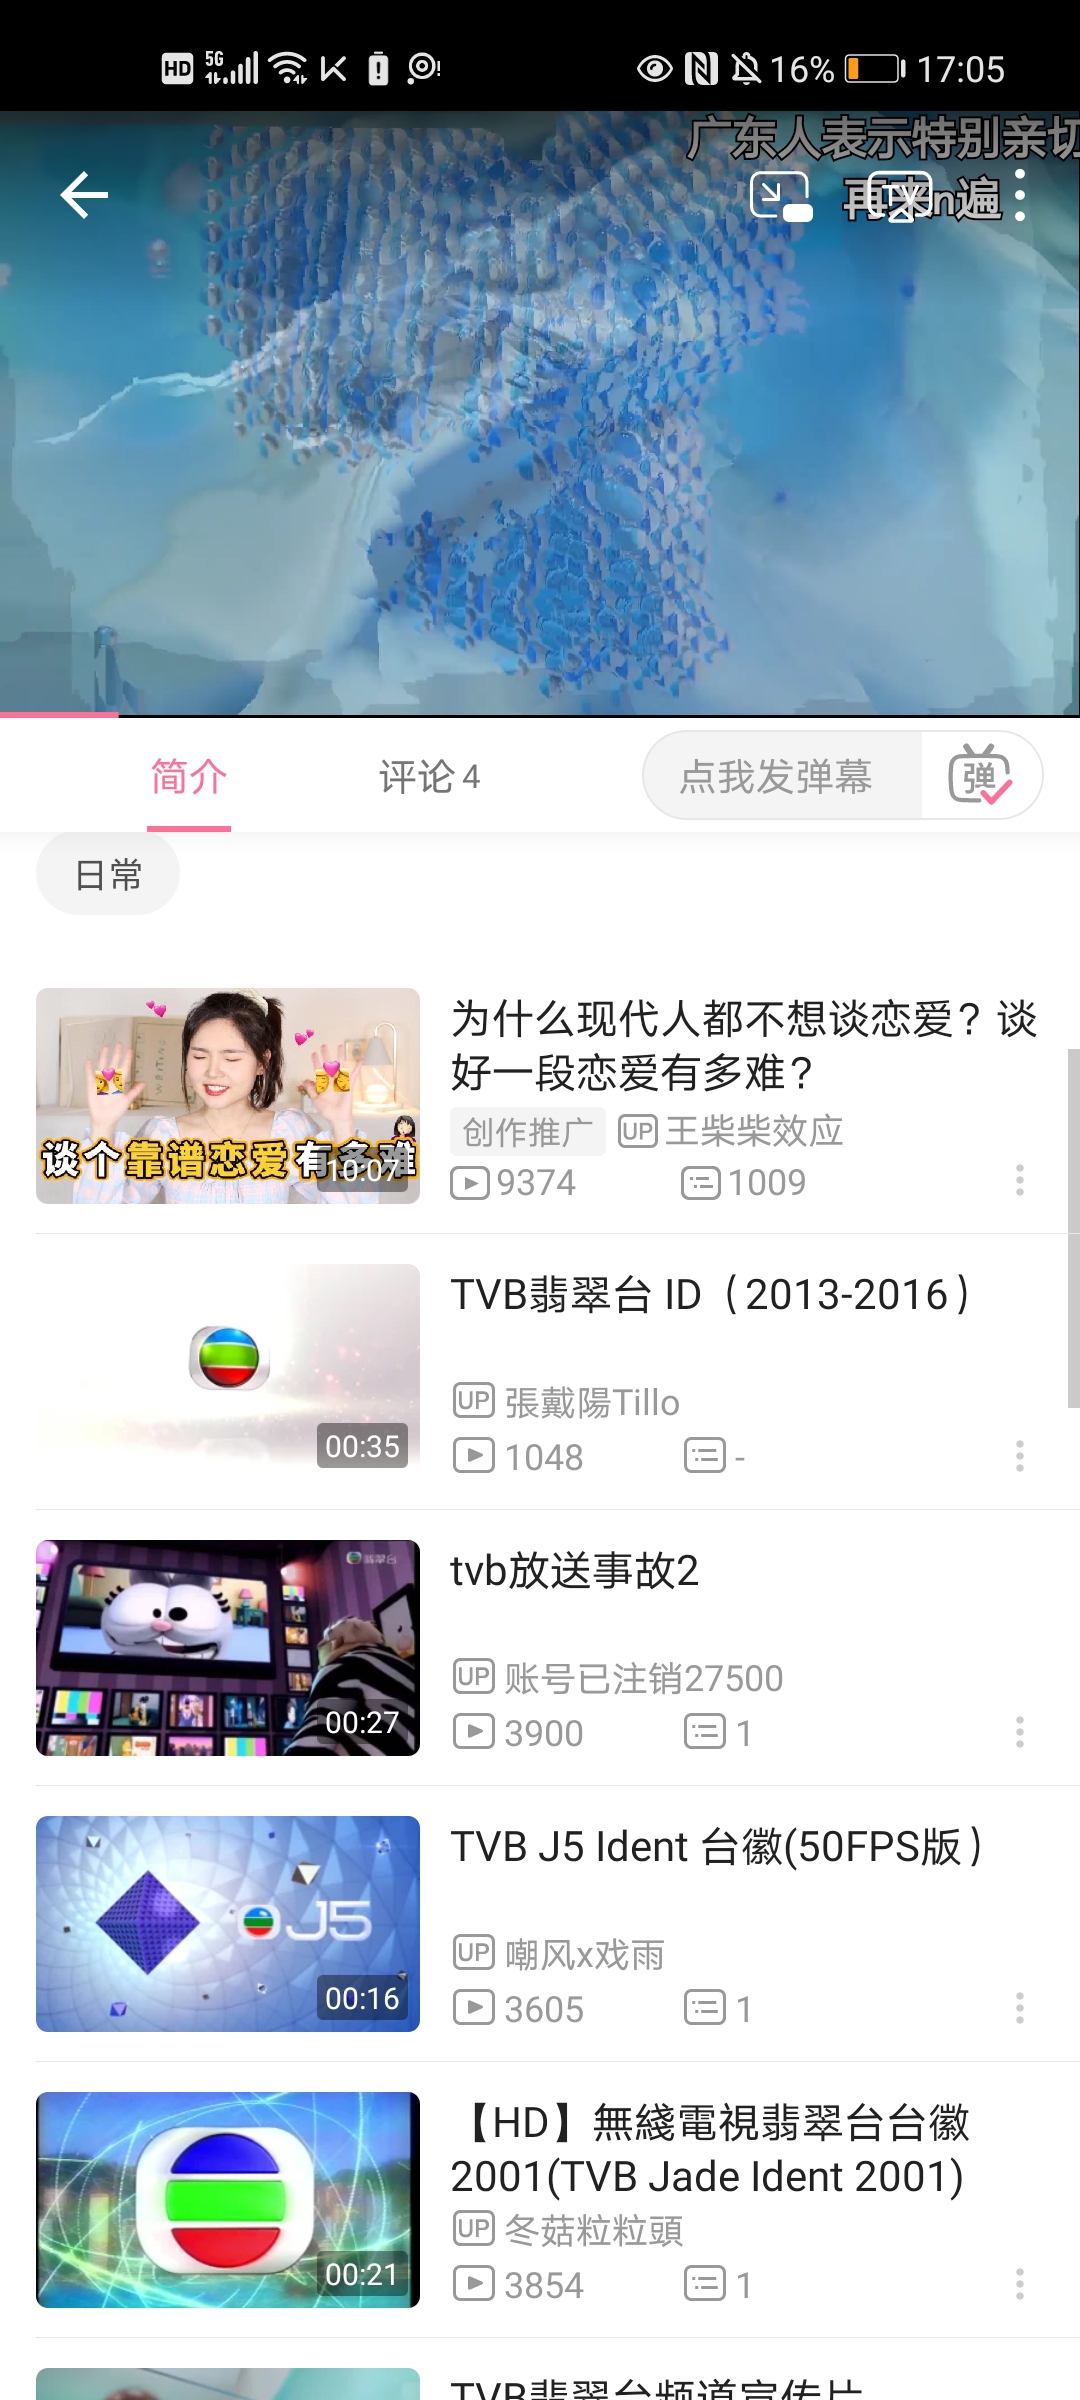 HD 5G 16% 17:05
广东人表示特别亲切
再来n遍
简介 评论 4 点我发弹幕 弹
日常
谈个靠谱恋爱有多难
10:07
为什么现代人都不想谈恋爱？谈
好一段恋爱有多难？
创作推广 UP 王柴柴效应
9374 1009
00:35
TVB翡翠台 ID（2013-2016）
UP 張戴陽Tillo
1048 -
翡翠台
00:27
tvb放送事故2
UP 账号已注销27500
3900 1
J5
00:16
TVB J5 Ident 台徽(50FPS版）
UP 嘲风x戏雨
3605 1
00:21
【HD】無綫電視翡翠台台徽
2001(TVB Jade Ident 2001)
UP 冬菇粒粒頭
3854 1
TVB翡翠台频道宣传片